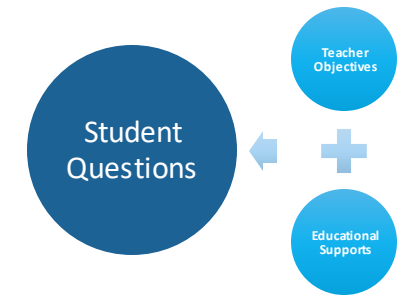 Student
Questions
Teacher
Objectives
Educational
Supports